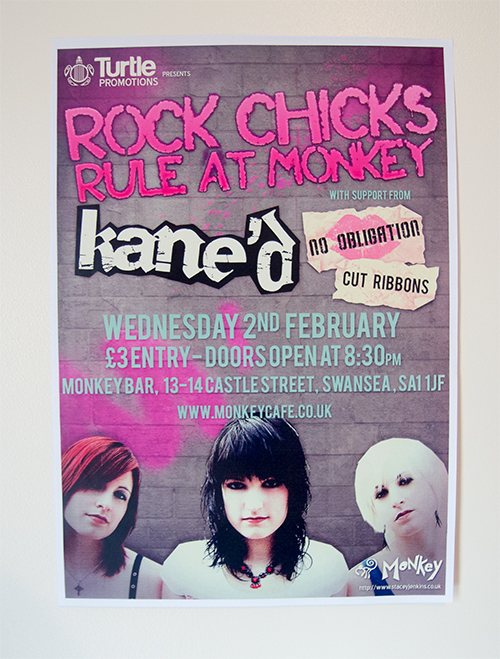 Turtle
PROMOTIONS
PRESENTS
ROCK CHICKS
RULE AT MONKEY
WITH SUPPORT FROM
kane'd
NO OBLIGATION
CUT RIBBONS
WEDNESDAY 2ND FEBRUARY
£3 ENTRY - DOORS OPEN AT 8:30PM
MONKEY BAR, 13-14 CASTLE STREET, SWANSEA, SA1 1JF
WWW.MONKEYCAFE.CO.UK
MONKEY
http://www.staceyjenkins.co.uk